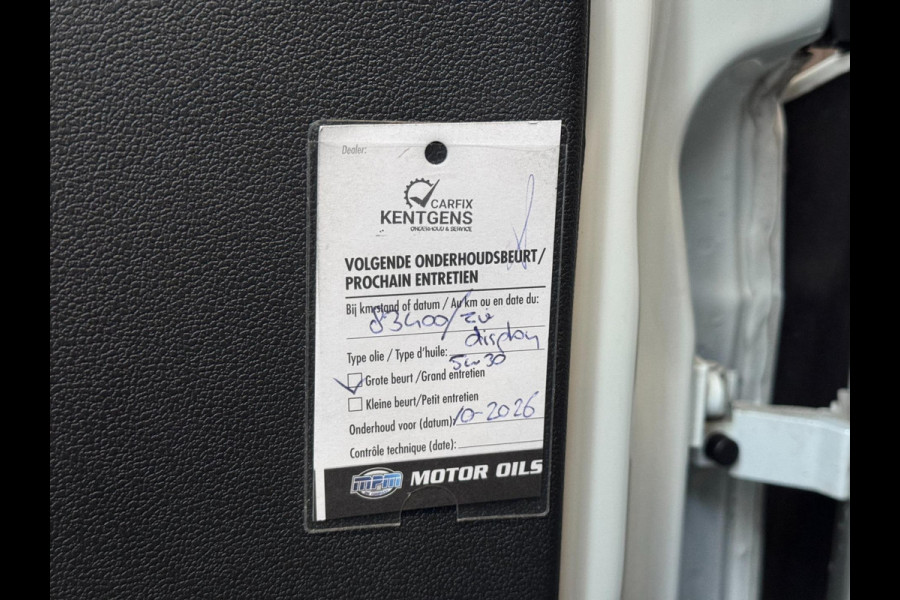 Dealer:
CARFIX
KENTGENS
ONDERHOUD & SERVICE
VOLGENDE ONDERHOUDSBEURT/
PROCHAIN ENTRETIEN
Bij kmstand of datum / Au km ou en date du:
83400/zie
display
Type olie / Type d'huile:
5w30
Grote beurt /Grand entretien
Kleine beurt/Petit entretien
Onderhoud voor (datum): 10-2026
Contrôle technique (date):
MPM MOTOR OILS